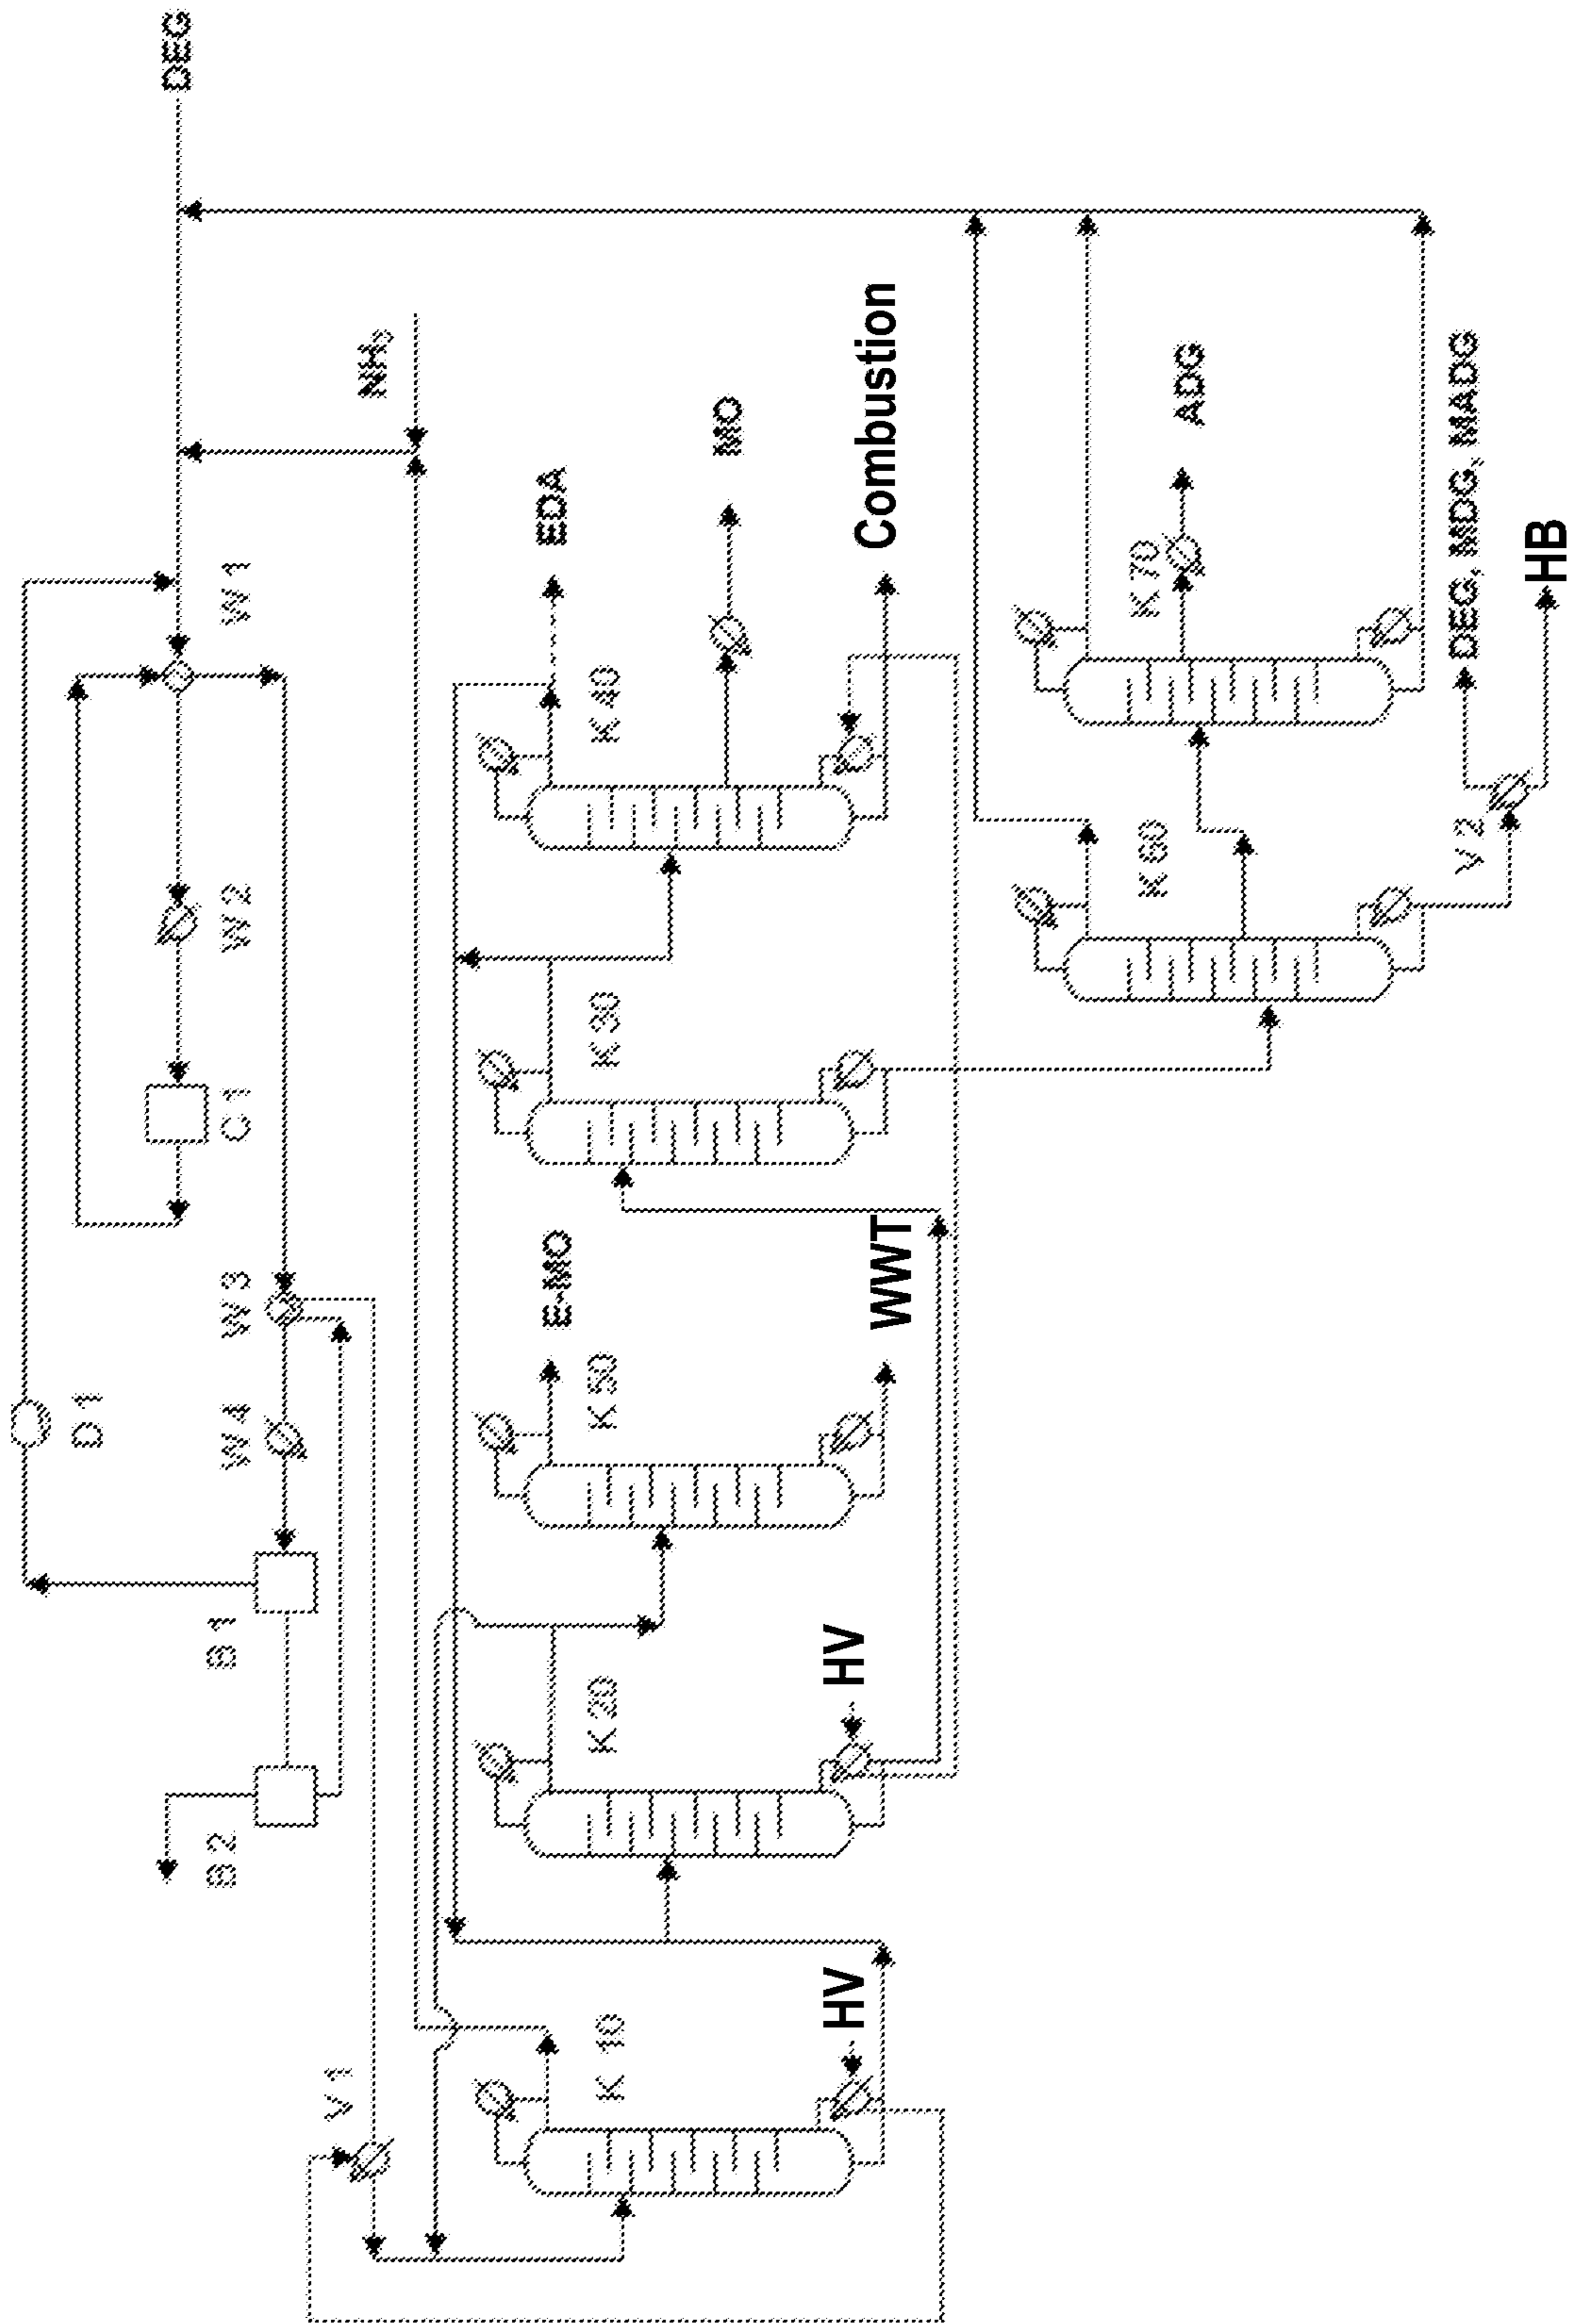 D1
DEG
B2
B1
W4
W3
C1
W2
W1
V1
NH₃
E-MO
EDA
K10
K20
K50
K30
K40
MO
HV
HV
WWT
Combustion
K60
K70
ADG
V2
DEG, MDG, MADG
HB